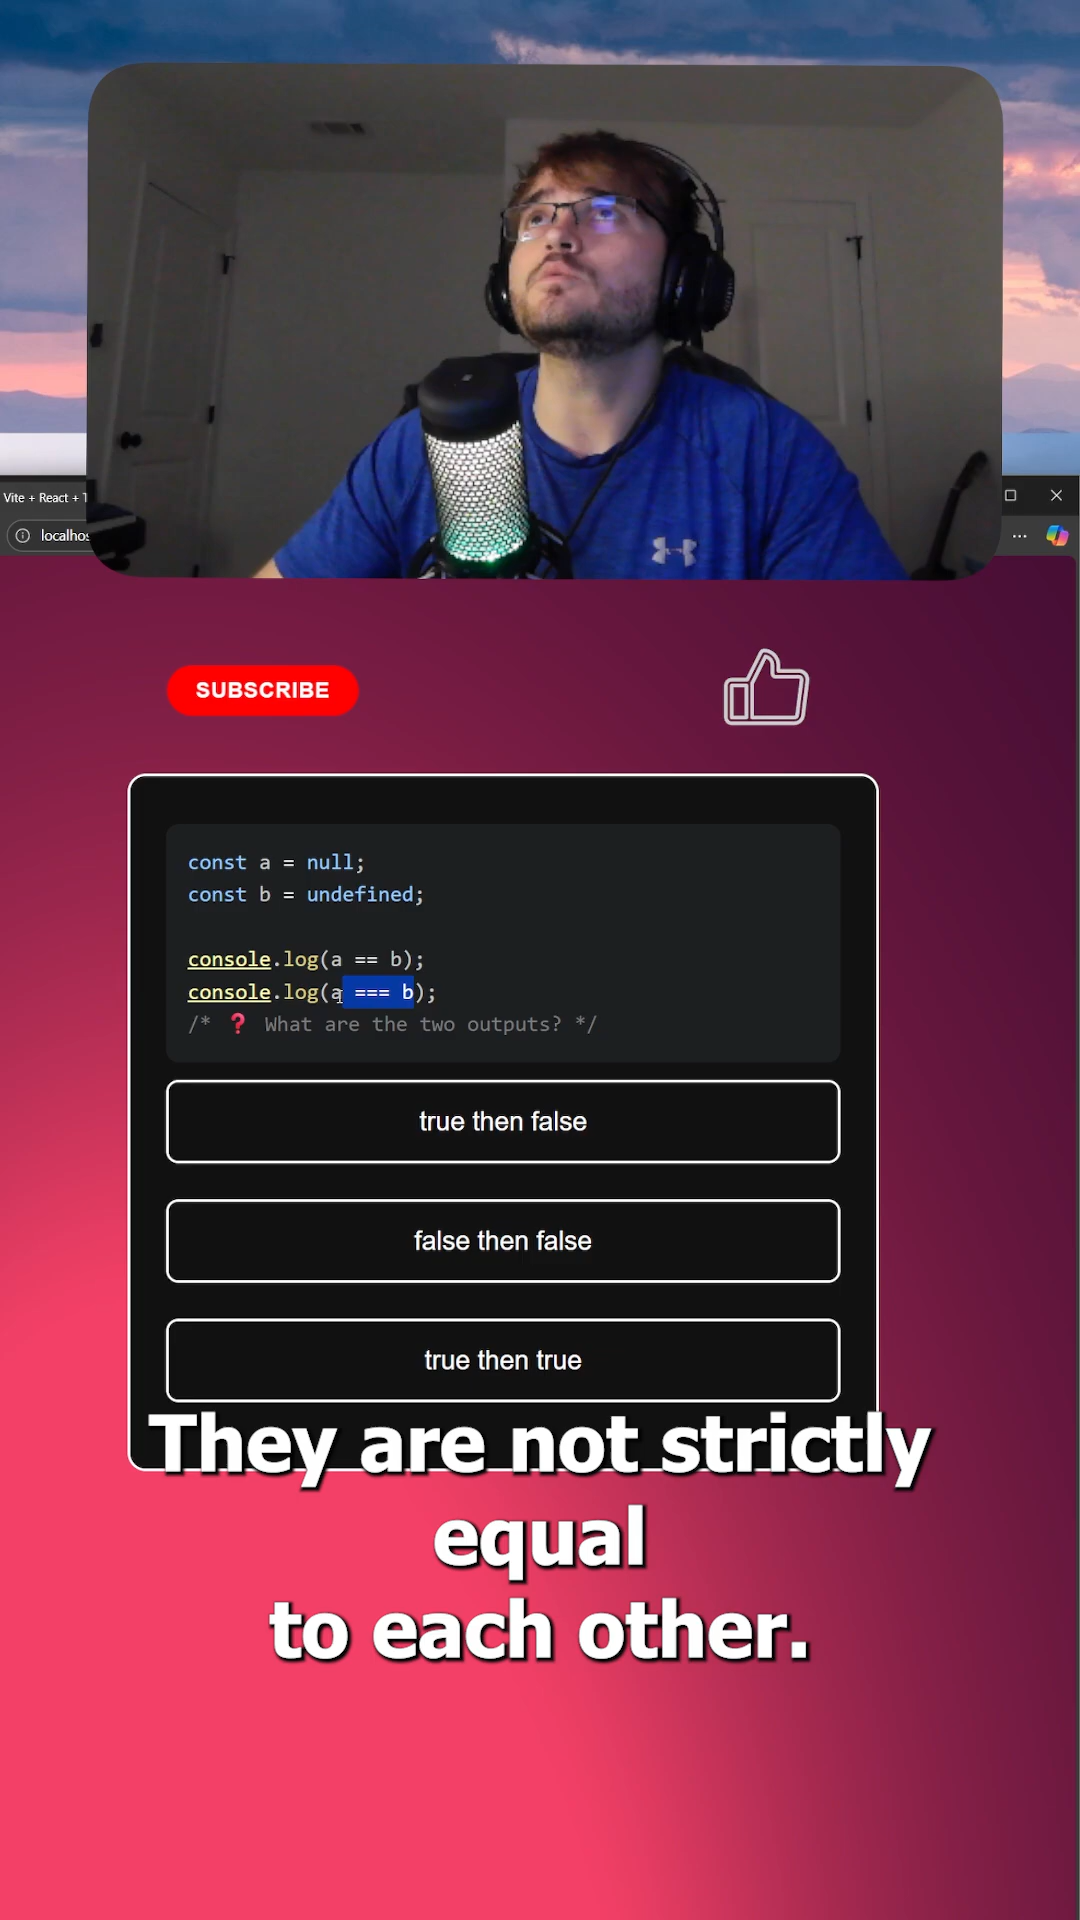 Vite + React + T
localhos
SUBSCRIBE
const a = null;
const b = undefined;
console.log(a == b);
console.log(a === b);
/* ❓ What are the two outputs? */
true then false
false then false
true then true
They are not strictly
equal
to each other.